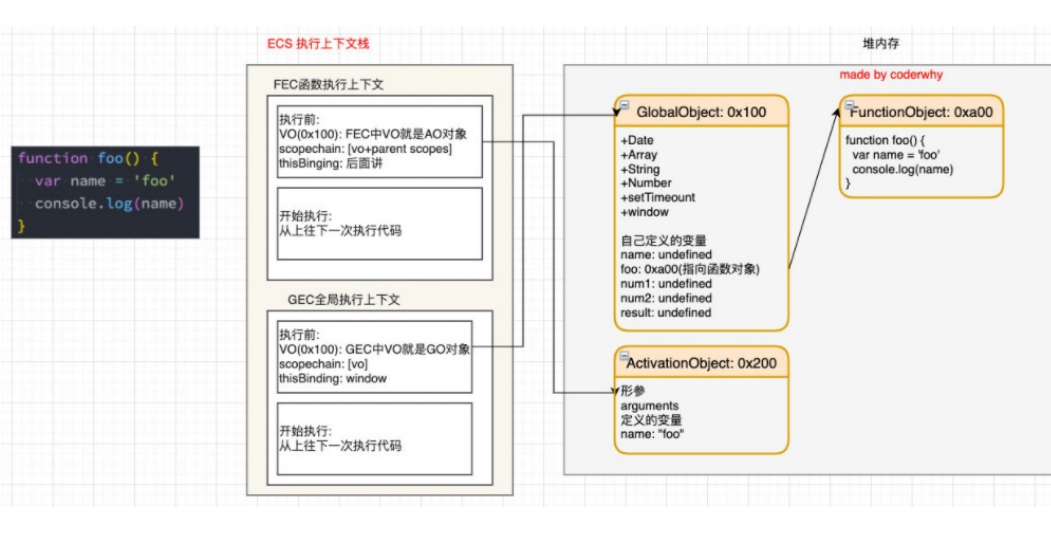 ECS 执行上下文栈
堆内存
FEC函数执行上下文
执行前:
VO(0x100): FEC中VO就是AO对象
scopechain: [vo+parent scopes]
thisBinging: 后面讲
开始执行:
从上往下一次执行代码
GEC全局执行上下文
执行前:
VO(0x100): GEC中VO就是GO对象
scopechain: [vo]
thisBinding: window
开始执行:
从上往下一次执行代码
function foo() {
var name = 'foo'
console.log(name)
}
made by coderwhy
GlobalObject: 0x100
+Date
+Array
+String
+Number
+setTimeount
+window
自己定义的变量
name: undefined
foo: 0xa00(指向函数对象)
num1: undefined
num2: undefined
result: undefined
FunctionObject: 0xa00
function foo() {
var name = 'foo'
console.log(name)
}
ActivationObject: 0x200
形参
arguments
定义的变量
name: "foo"